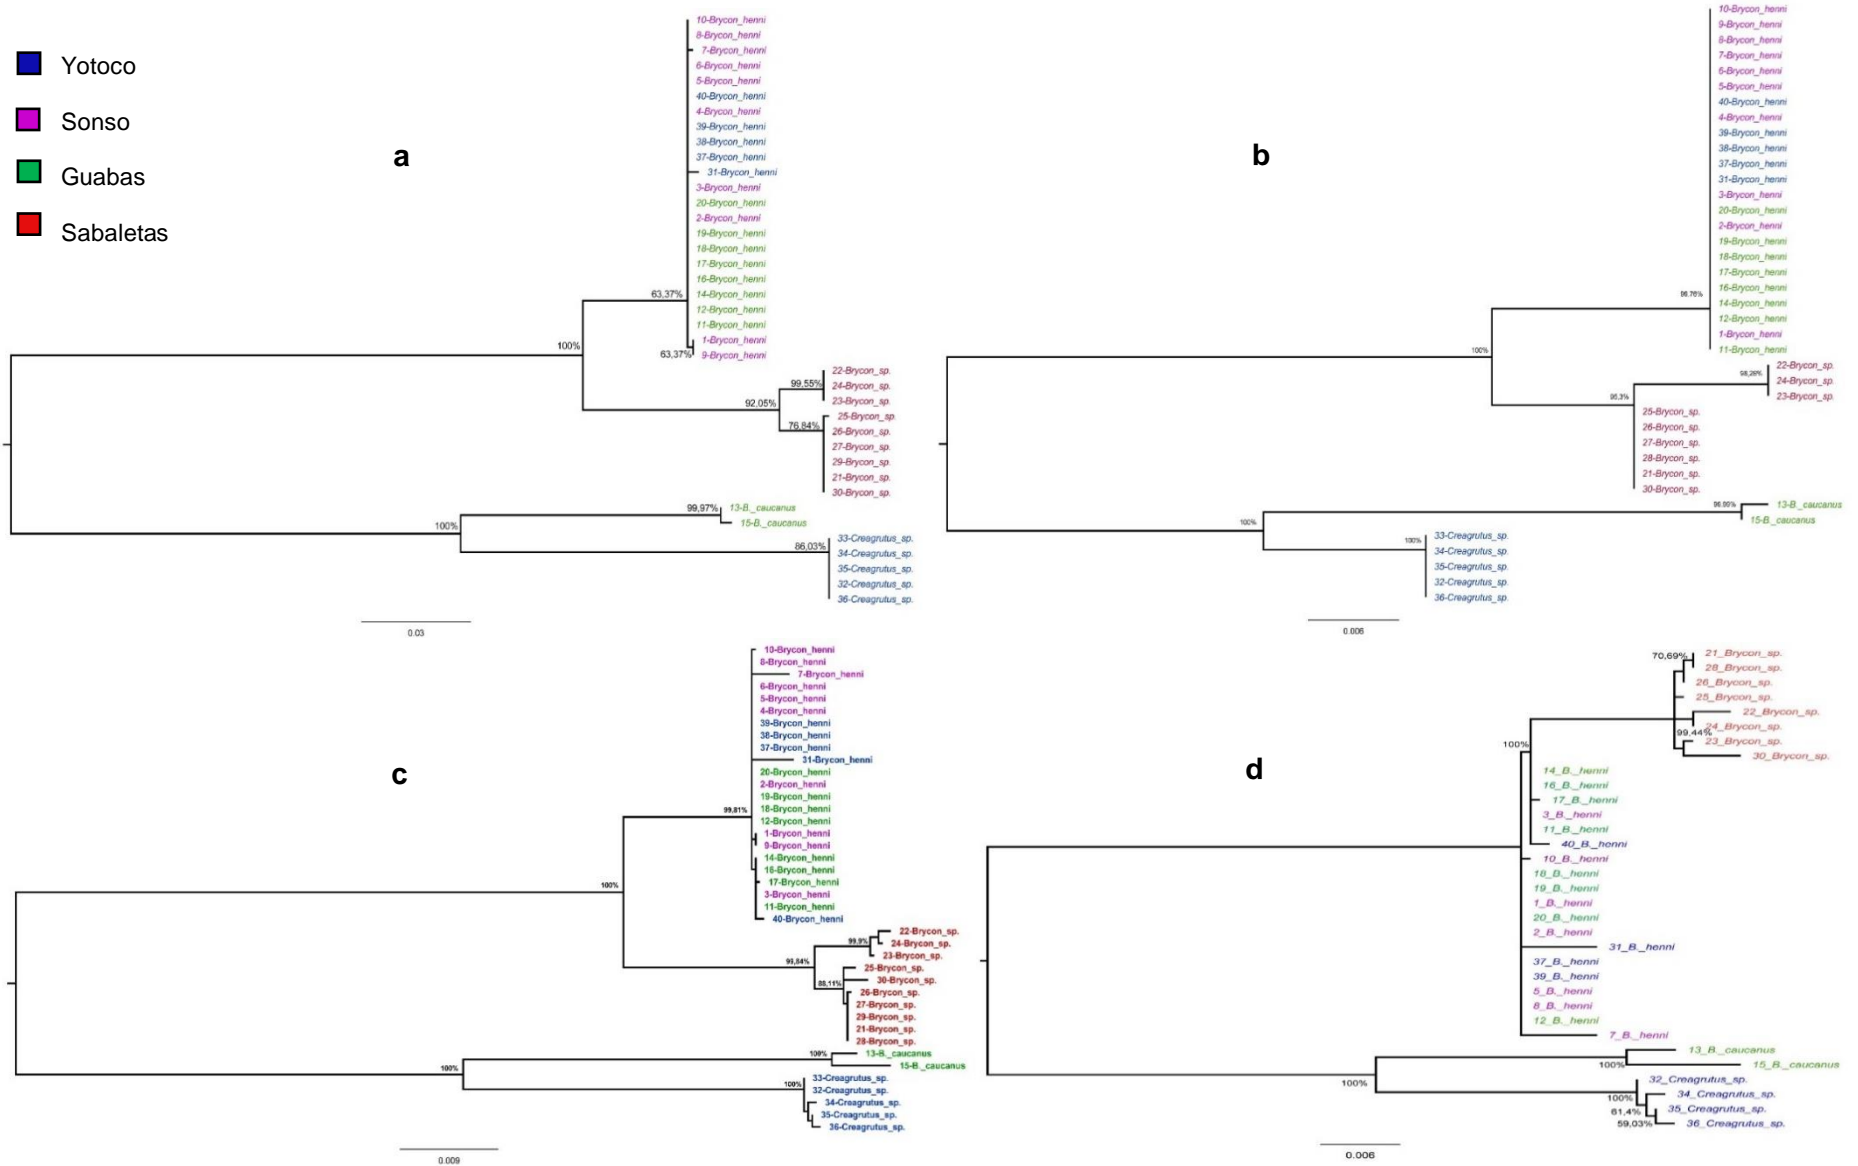 Yotoco
Sonso
Guabas
Sabaletas
a
10-Brycon_henni
8-Brycon_henni
7-Brycon_henni
6-Brycon_henni
5-Brycon_henni
40-Brycon_henni
4-Brycon_henni
39-Brycon_henni
38-Brycon_henni
37-Brycon_henni
31-Brycon_henni
3-Brycon_henni
20-Brycon_henni
2-Brycon_henni
19-Brycon_henni
18-Brycon_henni
17-Brycon_henni
16-Brycon_henni
63,37%
14-Brycon_henni
12-Brycon_henni
11-Brycon_henni
1-Brycon_henni
100%
63,37%
9-Brycon_henni
22-Brycon_sp.
99,55%
24-Brycon_sp.
92,05%
23-Brycon_sp.
25-Brycon_sp
76,84%
26-Brycon_sp.
27-Brycon_sp.
29-Brycon_sp.
21-Brycon_sp.
30-Brycon_sp.
99,97%
13-B._caucanus
100%
15-B._caucanus
33-Creagrutus_sp.
86,03%
34-Creagrutus_sp.
35-Creagrutus_sp.
32-Creagrutus_sp.
36-Creagrutus_sp.
0.03
b
10-Brycon_henni
9-Brycon_henni
8-Brycon_henni
7-Brycon_henni
6-Brycon_henni
5-Brycon_henni
40-Brycon_henni
4-Brycon_henni
39-Brycon_henni
38-Brycon_henni
37-Brycon_henni
31-Brycon_henni
3-Brycon_henni
20-Brycon_henni
2-Brycon_henni
19-Brycon_henni
18-Brycon_henni
17-Brycon_henni
16-Brycon_henni
14-Brycon_henni
12-Brycon_henni
1-Brycon_henni
100%
11-Brycon_henni
22-Brycon_sp.
24-Brycon_sp.
95,3%
23-Brycon_sp.
25-Brycon_sp.
26-Brycon_sp.
27-Brycon_sp.
28-Brycon_sp.
21-Brycon_sp.
30-Brycon_sp.
13-B._caucanus
100%
15-B._caucanus
33-Creagrutus_sp.
100%
34-Creagrutus_sp.
35-Creagrutus_sp.
32-Creagrutus_sp.
36-Creagrutus_sp.
0.006
c
10-Brycon_henni
8-Brycon_henni
7-Brycon_henni
6-Brycon_henni
5-Brycon_henni
4-Brycon_henni
39-Brycon_henni
38-Brycon_henni
37-Brycon_henni
31-Brycon_henni
20-Brycon_henni
2-Brycon_henni
19-Brycon_henni
99,81%
18-Brycon_henni
12-Brycon_henni
1-Brycon_henni
9-Brycon_henni
14-Brycon_henni
16-Brycon_henni
100%
17-Brycon_henni
3-Brycon_henni
11-Brycon_henni
40-Brycon_henni
22-Brycon_sp.
99,9%
24-Brycon_sp.
23-Brycon_sp.
99,84%
25-Brycon_sp.
88,11%
30-Brycon_sp.
26-Brycon_sp.
27-Brycon_sp.
29-Brycon_sp.
21-Brycon_sp.
28-Brycon_sp.
100%
13-B._caucanus
100%
15-B._caucanus
33-Creagrutus_sp.
100%
32-Creagrutus_sp.
34-Creagrutus_sp.
35-Creagrutus_sp.
36-Creagrutus_sp.
0.009
d
21_Brycon_sp.
70,69%
28_Brycon_sp.
26_Brycon_sp.
25_Brycon_sp.
22_Brycon_sp.
24_Brycon_sp.
99,44%
23_Brycon_sp.
100%
30_Brycon_sp.
14_B._henni
16_B._henni
17_B._henni
3_B._henni
11_B._henni
40_B._henni
10_B._henni
18_B._henni
19_B._henni
1_B._henni
20_B._henni
2_B._henni
31_B._henni
37_B._henni
39_B._henni
5_B._henni
8_B._henni
12_B._henni
7_B._henni
13_B._caucanus
100%
15_B._caucanus
100%
32_Creagrutus_sp.
100%
34_Creagrutus_sp.
61,4%
35_Creagrutus_sp.
59,03%
36_Creagrutus_sp.
0.006